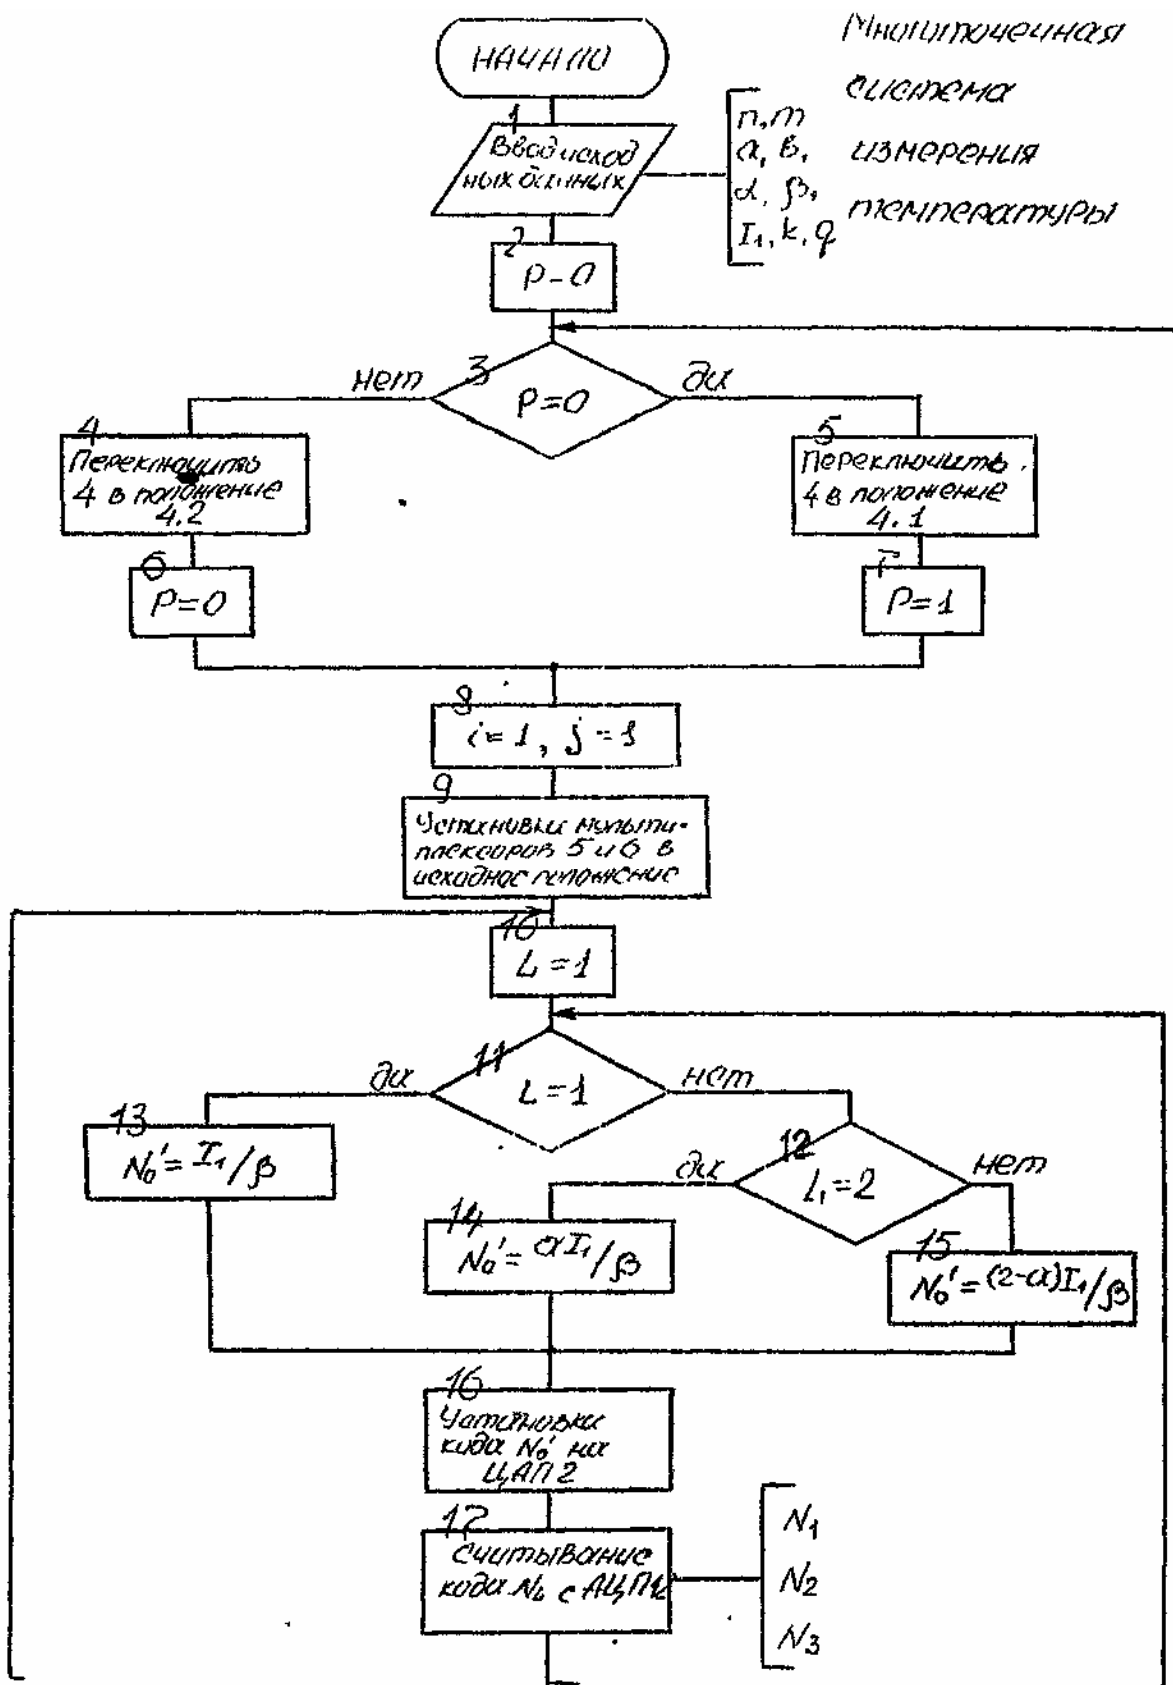 Многоточечная
система
измерения
температуры
НАЧАЛО
1
Ввод исход
ных данных
n, m
a, в,
α, β,
I₁, k, q
2
P-0
3
P=0
нет
да
4
Переключить
4 в положение
4.2
5
Переключить
4 в положение
4.1
6
P=0
7
P=1
8
i=1, j=1
9
Установка мульти-
плексоров 5 и 6 в
исходное положение
10
L=1
11
L=1
да
нет
12
L,=2
да
нет
13
N₀'=I₁/β
14
N₀'=αI₁/β
15
N₀'=(2-α)I₁/β
16
Установка
кода N₀' на
ЦАП 2
17
Считывание
кода N с АЦП
N₁
N₂
N₃